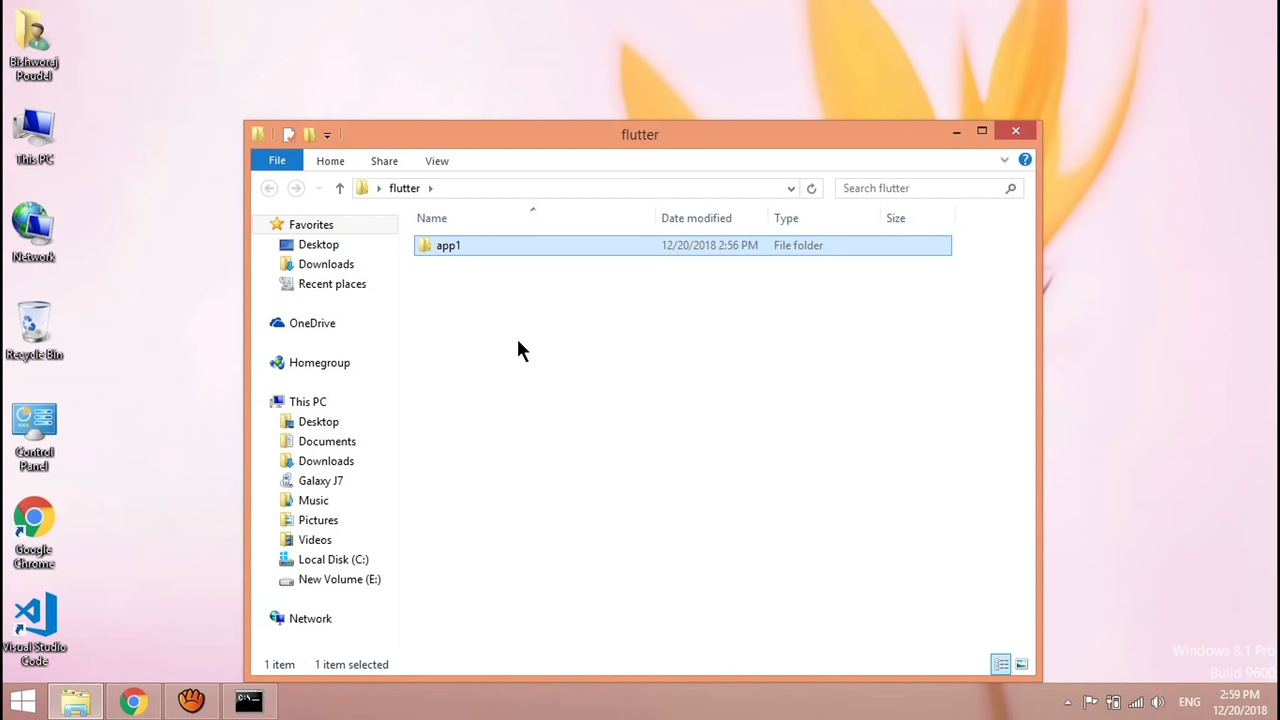 Bishworaj
Poudel
This PC
Network
Recycle Bin
Control
Panel
Google
Chrome
Visual Studio
Code
flutter
File
Home
Share
View
flutter
Search flutter
Name
Date modified
Type
Size
app1
12/20/2018 2:56 PM
File folder
Favorites
Desktop
Downloads
Recent places
OneDrive
Homegroup
This PC
Desktop
Documents
Downloads
Galaxy J7
Music
Pictures
Videos
Local Disk (C:)
New Volume (E:)
Network
1 item
1 item selected
Windows 8.1 Pro
Build 9600
ENG
2:59 PM
12/20/2018